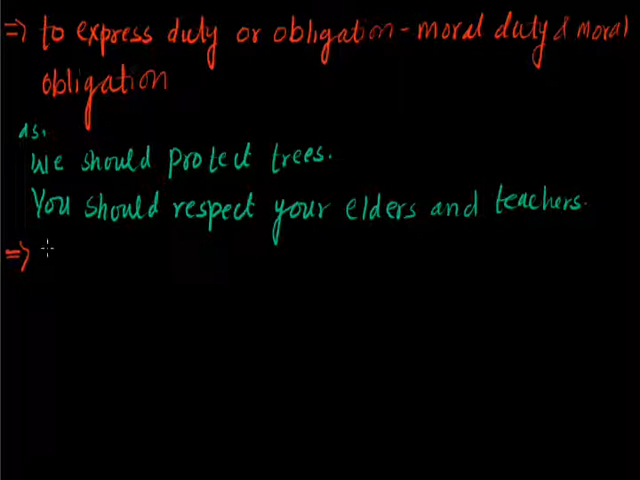 => to express duty or obligation - moral duty & moral
obligation
as.
We should protect trees.
You should respect your elders and teachers.
=>